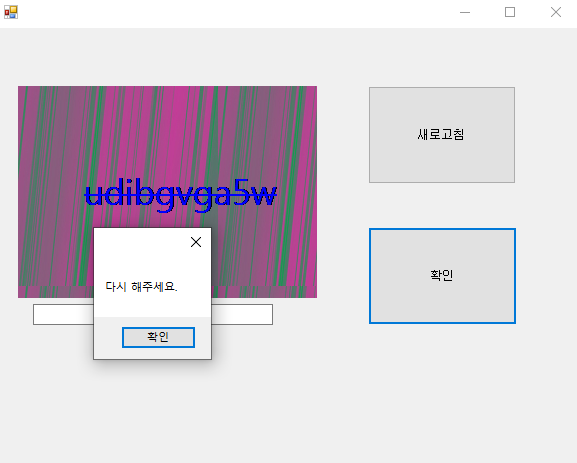 새로고침
udibgvga5w
확인
다시 해주세요.
확인